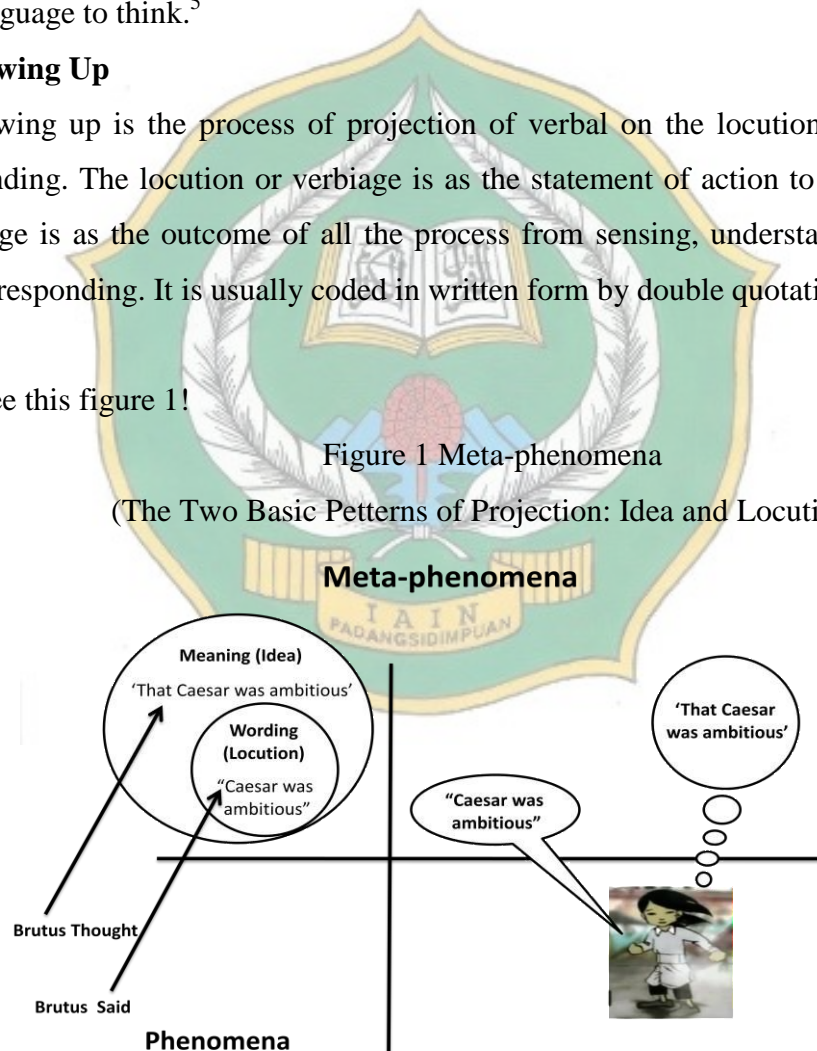 guage to think.5
wing Up
wing up is the process of projection of verbal on the locution
nding. The locution or verbiage is as the statement of action to
ge is as the outcome of all the process from sensing, understa
responding. It is usually coded in written form by double quotati
ee this figure 1!
Figure 1 Meta-phenomena
(The Two Basic Petterns of Projection: Idea and Locuti
Meta-phenomena
I A I N
PADANGSIDIMPUAN
Meaning (Idea)
‘That Caesar was ambitious’
Wording
(Locution)
“Caesar was
ambitious”
“Caesar was
ambitious”
‘That Caesar
was ambitious’
Brutus Thought
Brutus Said
Phenomena